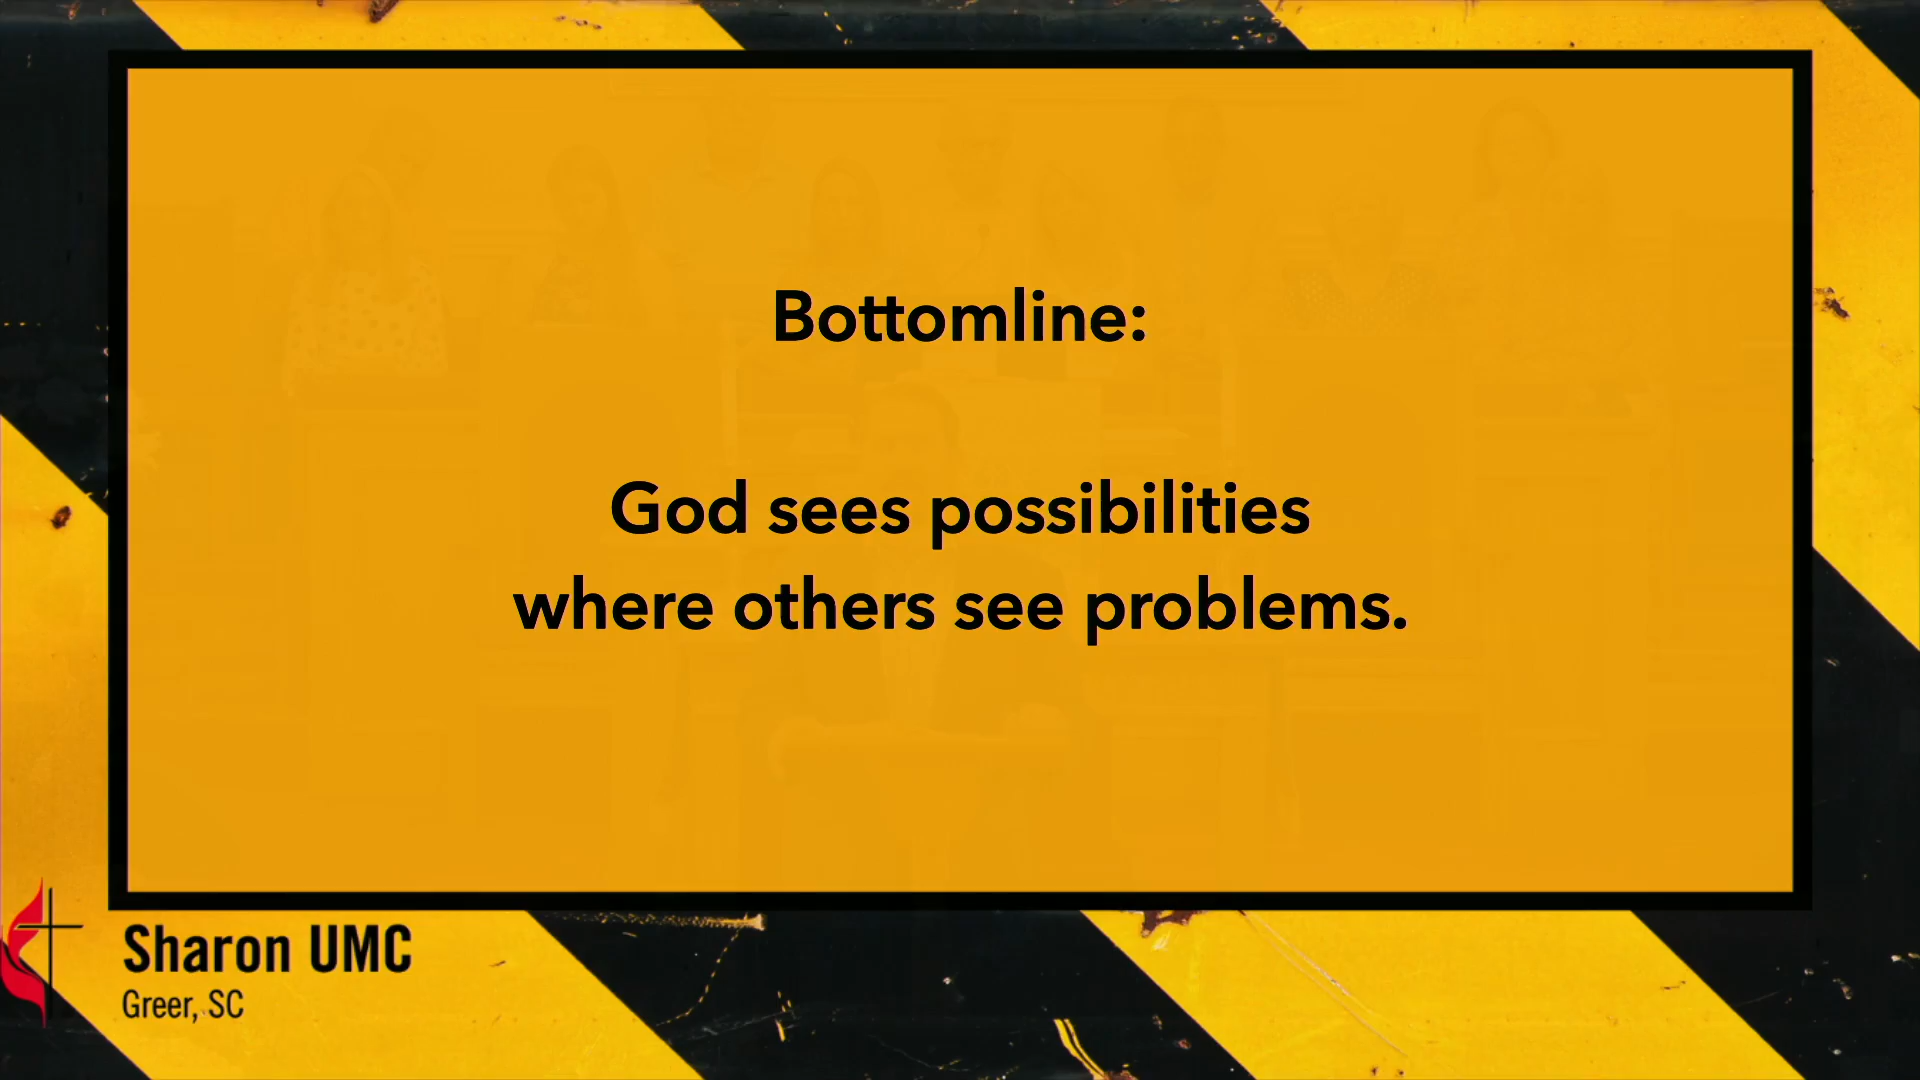 Bottomline:
God sees possibilities
where others see problems.
Sharon UMC
Greer, SC